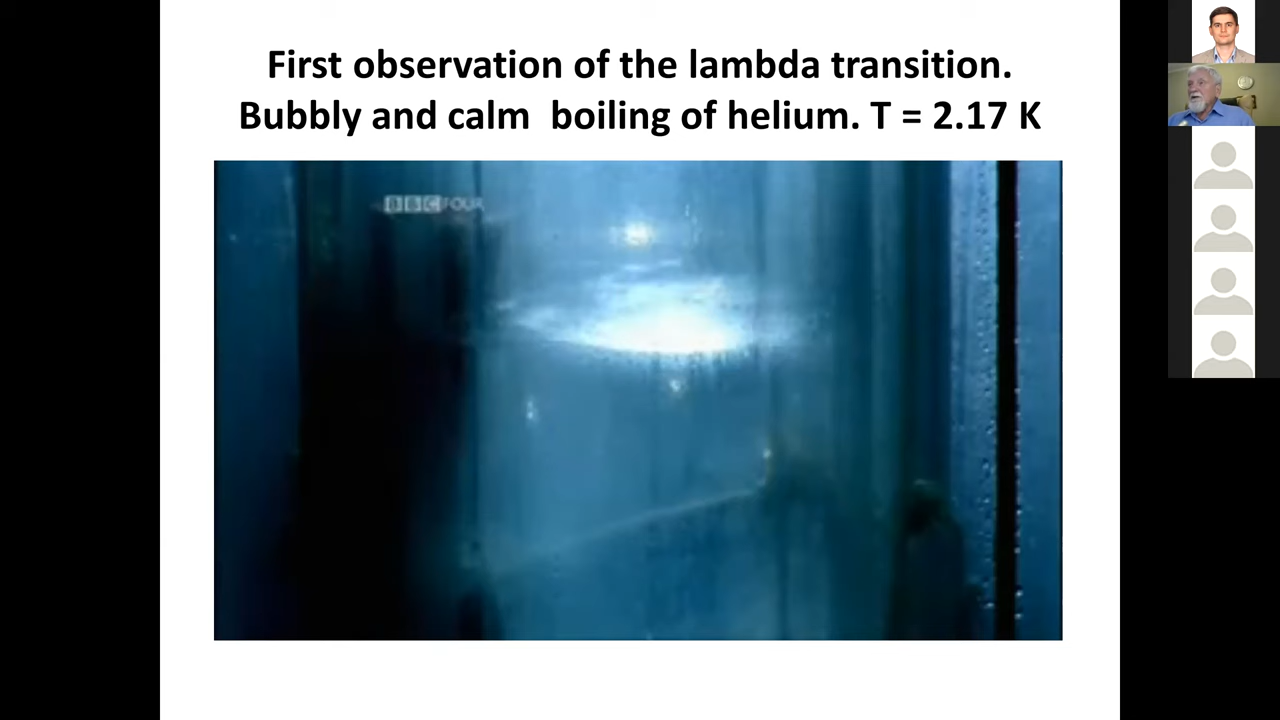 First observation of the lambda transition.
Bubbly and calm  boiling of helium. T = 2.17 K
BBC FOUR